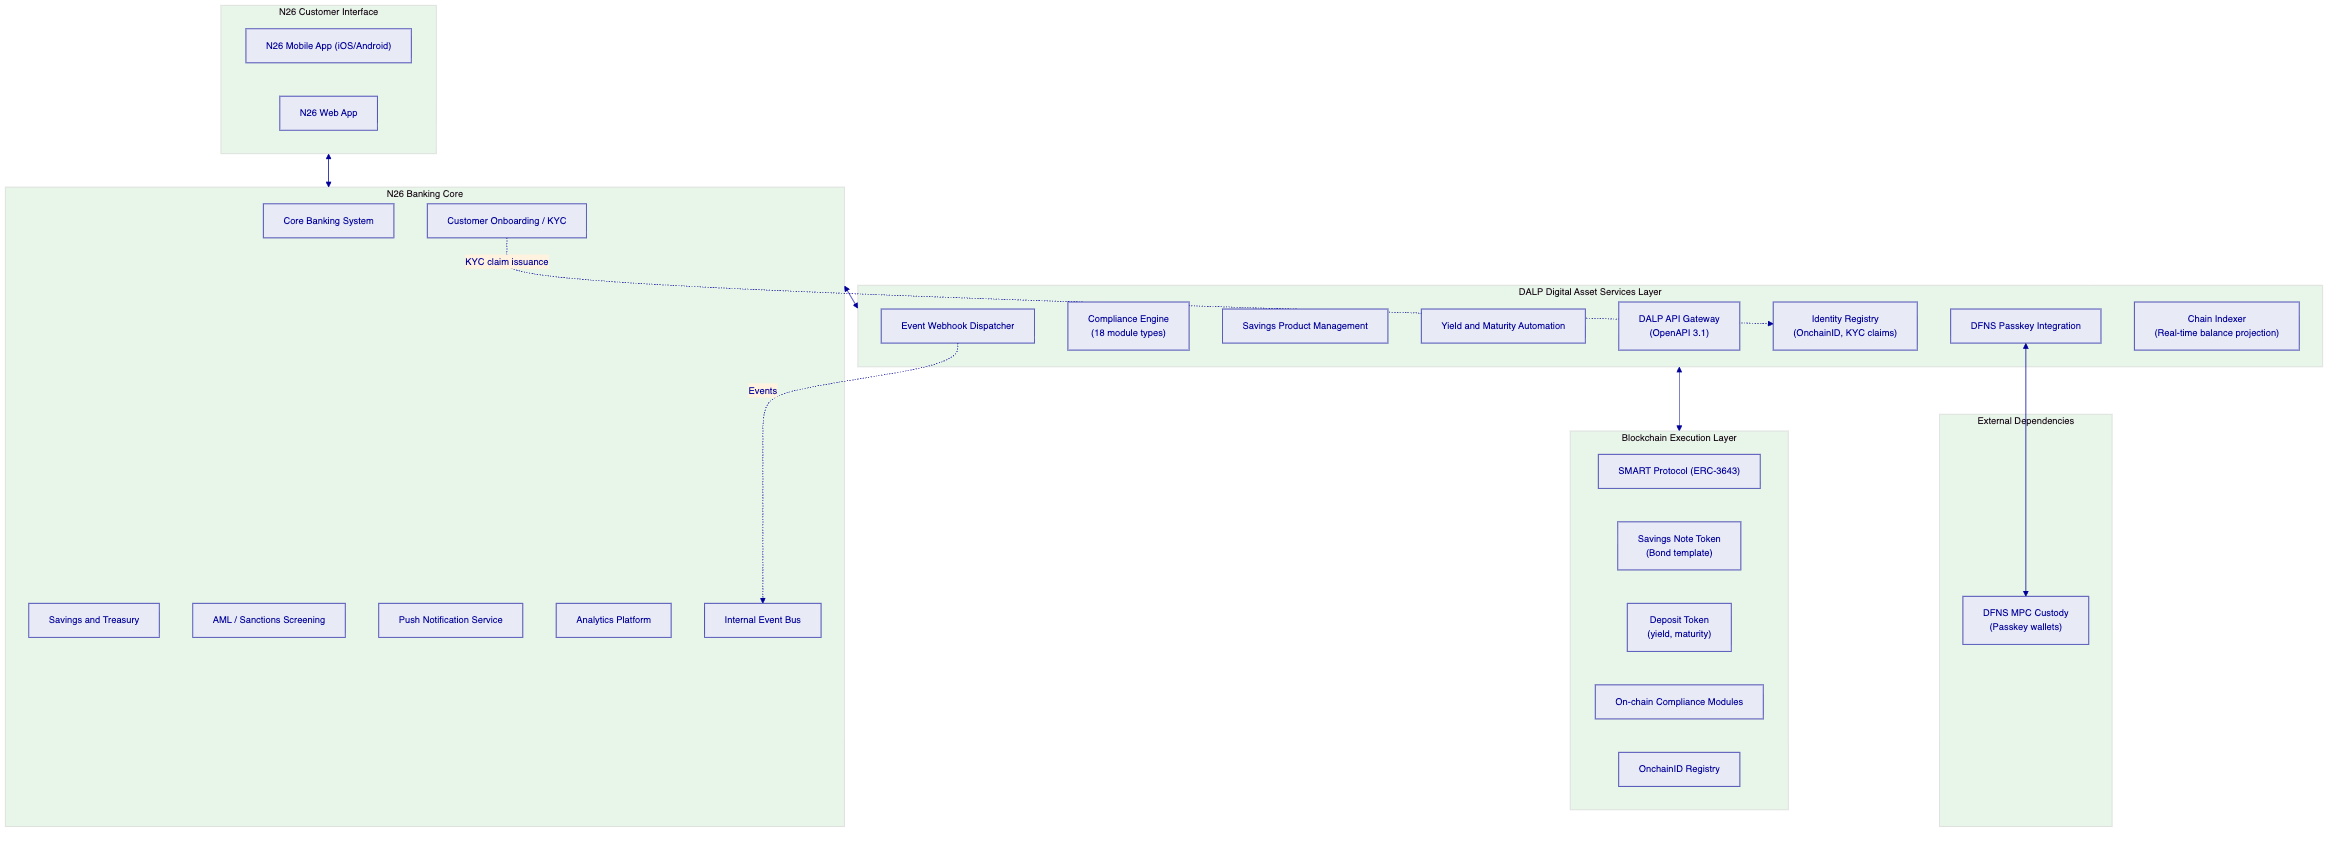 N26 Customer Interface
N26 Mobile App (iOS/Android)
N26 Web App
N26 Banking Core
Core Banking System
Customer Onboarding / KYC
KYC claim issuance
DALP Digital Asset Services Layer
Event Webhook Dispatcher
Compliance Engine
(18 module types)
Savings Product Management
Yield and Maturity Automation
DALP API Gateway
(OpenAPI 3.1)
Identity Registry
(OnchainID, KYC claims)
DFNS Passkey Integration
Chain Indexer
(Real-time balance projection)
Events
Savings and Treasury
AML / Sanctions Screening
Push Notification Service
Analytics Platform
Internal Event Bus
Blockchain Execution Layer
SMART Protocol (ERC-3643)
Savings Note Token
(Bond template)
Deposit Token
(yield, maturity)
On-chain Compliance Modules
OnchainID Registry
External Dependencies
DFNS MPC Custody
(Passkey wallets)